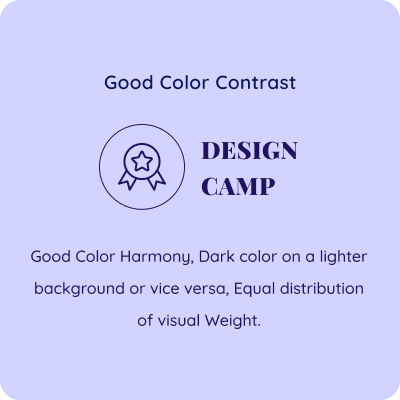 Good Color Contrast
DESIGN
CAMP
Good Color Harmony, Dark color on a lighter
background or vice versa, Equal distribution
of visual Weight.